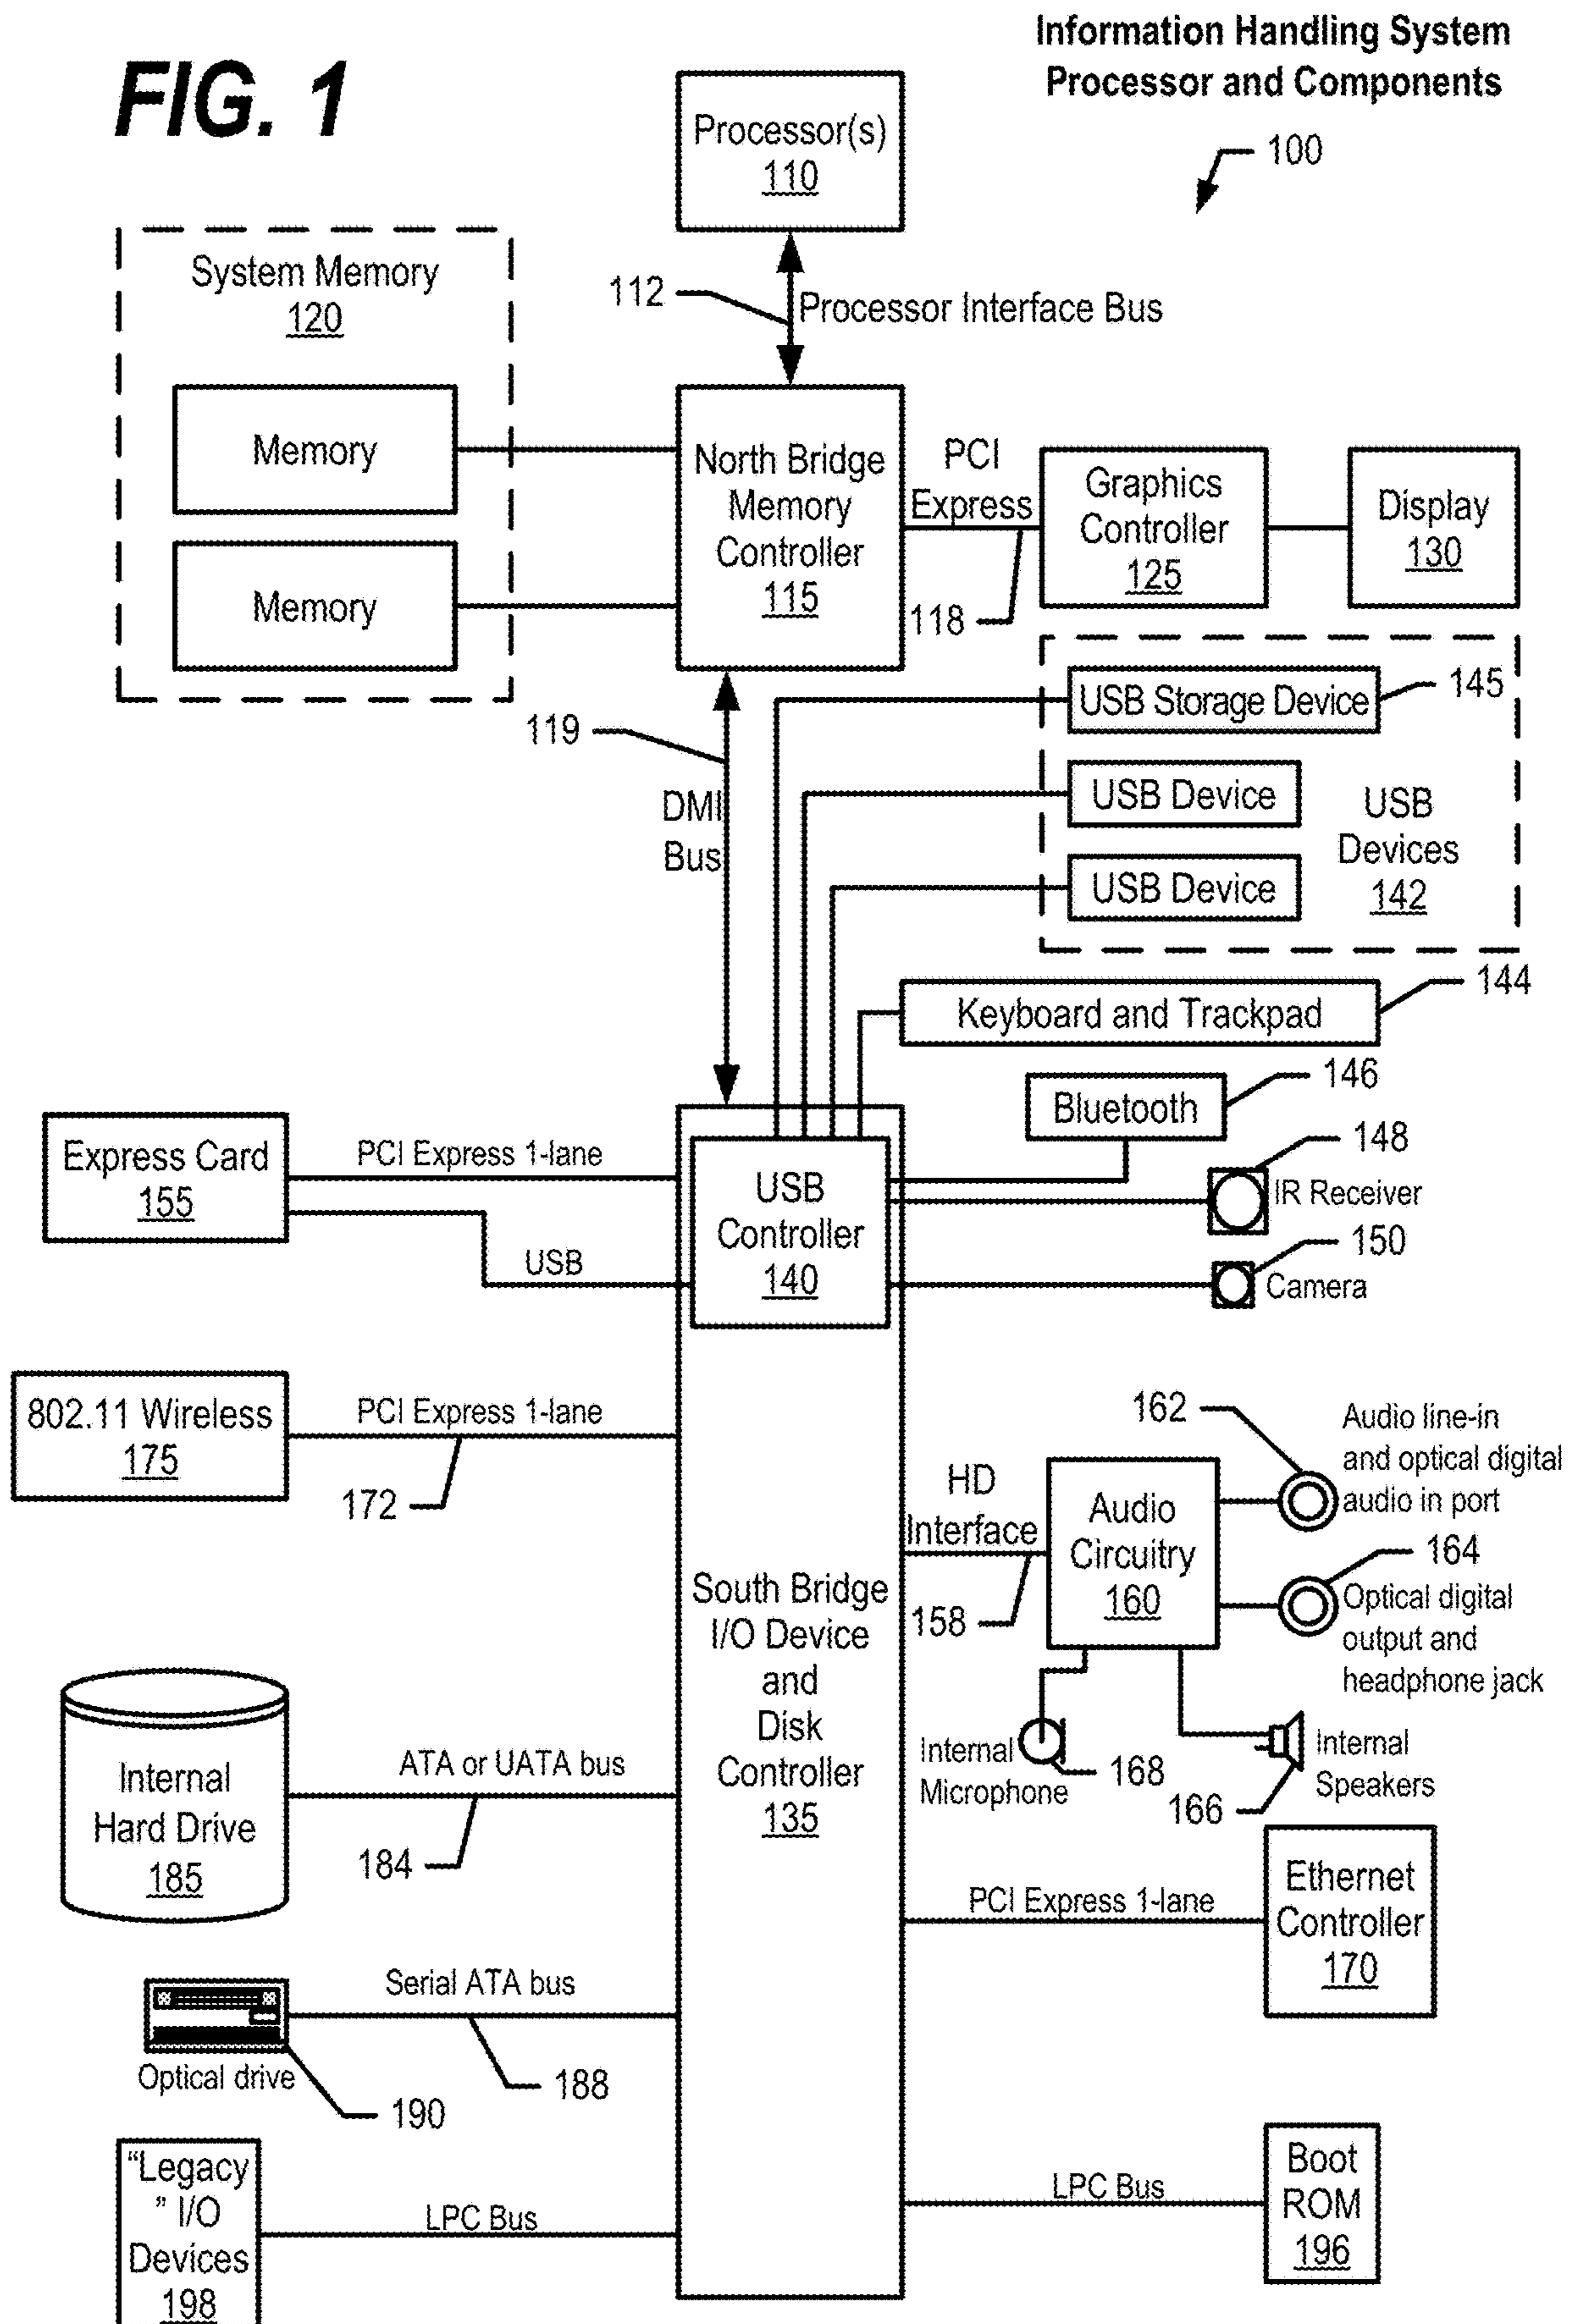 FIG. 1
Information Handling System
Processor and Components
100
Processor(s)
110
System Memory
120
112
Processor Interface Bus
Memory
Memory
North Bridge
Memory
Controller
115
PCI
Express
118
Graphics
Controller
125
Display
130
USB Storage Device
145
119
DMI
Bus
USB Device
USB Device
USB
Devices
142
Keyboard and Trackpad
144
Bluetooth
146
148
IR Receiver
150
Camera
Express Card
155
PCI Express 1-lane
USB
USB
Controller
140
802.11 Wireless
175
PCI Express 1-lane
172
162
Audio line-in
and optical digital
audio in port
HD
Interface
158
Audio
Circuitry
160
164
Optical digital
output and
headphone jack
South Bridge
I/O Device
and
Disk
Controller
135
Internal
Microphone
168
166
Internal
Speakers
Internal
Hard Drive
185
ATA or UATA bus
184
PCI Express 1-lane
Ethernet
Controller
170
Serial ATA bus
188
Optical drive
190
“Legacy
” I/O
Devices
198
LPC Bus
LPC Bus
Boot
ROM
196